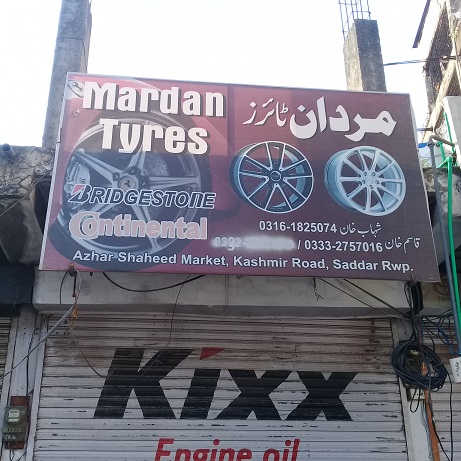 Mardan Tyres
مردان ٹائرز
BRIDGESTONE
Continental
شہاب خان 0316-1825074
قاسم خان 0333-2757016 /
Azhar Shaheed Market, Kashmir Road, Saddar Rwp.
Kixx
Engine oil